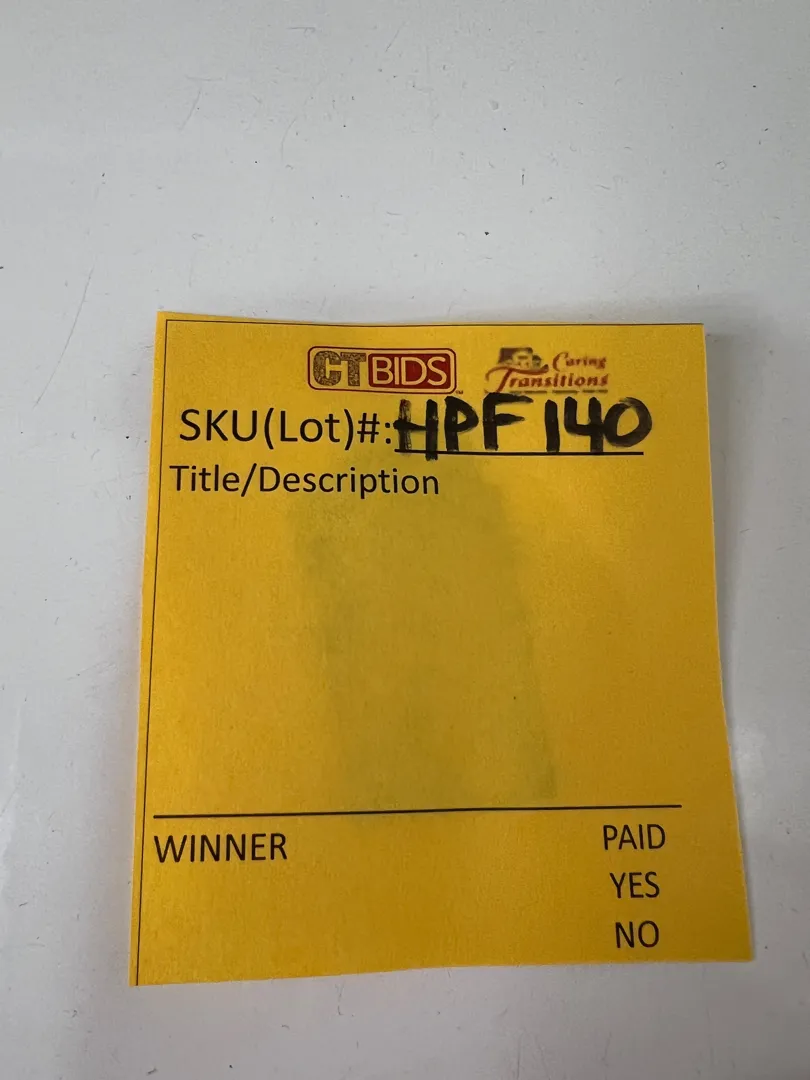 CTBIDS
Caring
Transitions
SKU(Lot)#:HPF140
Title/Description
WINNER
PAID
YES
NO